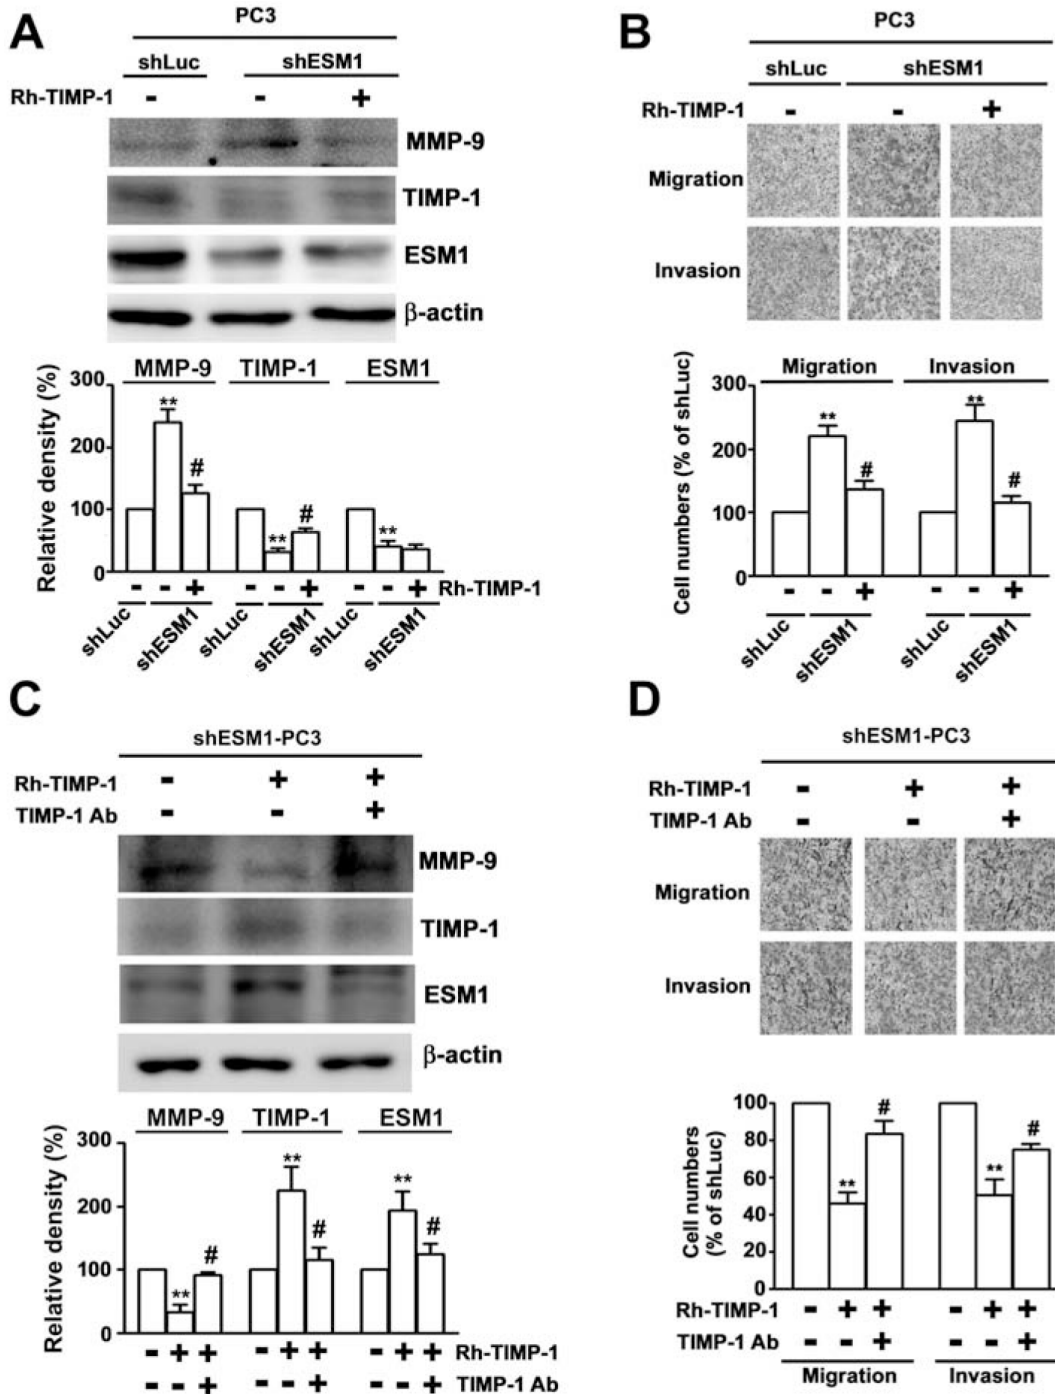 A
PC3
shLuc shESM1
Rh-TIMP-1 - - +
MMP-9
TIMP-1
ESM1
β-actin
MMP-9 TIMP-1 ESM1
Relative density (%)
300
200
100
0
** # ** # **
- - + - - + - - + Rh-TIMP-1
shLuc shESM1 shLuc shESM1 shLuc shESM1
B
PC3
shLuc shESM1
Rh-TIMP-1 - - +
Migration
Invasion
Migration Invasion
Cell numbers (% of shLuc)
300
200
100
0
** # ** #
- - + - - +
shLuc shESM1 shLuc shESM1
C
shESM1-PC3
Rh-TIMP-1 - + +
TIMP-1 Ab - - +
MMP-9
TIMP-1
ESM1
β-actin
MMP-9 TIMP-1 ESM1
Relative density (%)
300
200
100
0
** # ** # ** #
- + + - + + - + + Rh-TIMP-1
- - + - - + - - + TIMP-1 Ab
D
shESM1-PC3
Rh-TIMP-1 - + +
TIMP-1 Ab - - +
Migration
Invasion
Cell numbers
(% of shLuc)
100
80
60
40
20
0
** # ** #
Rh-TIMP-1 - + + - + +
TIMP-1 Ab - - + - - +
Migration Invasion